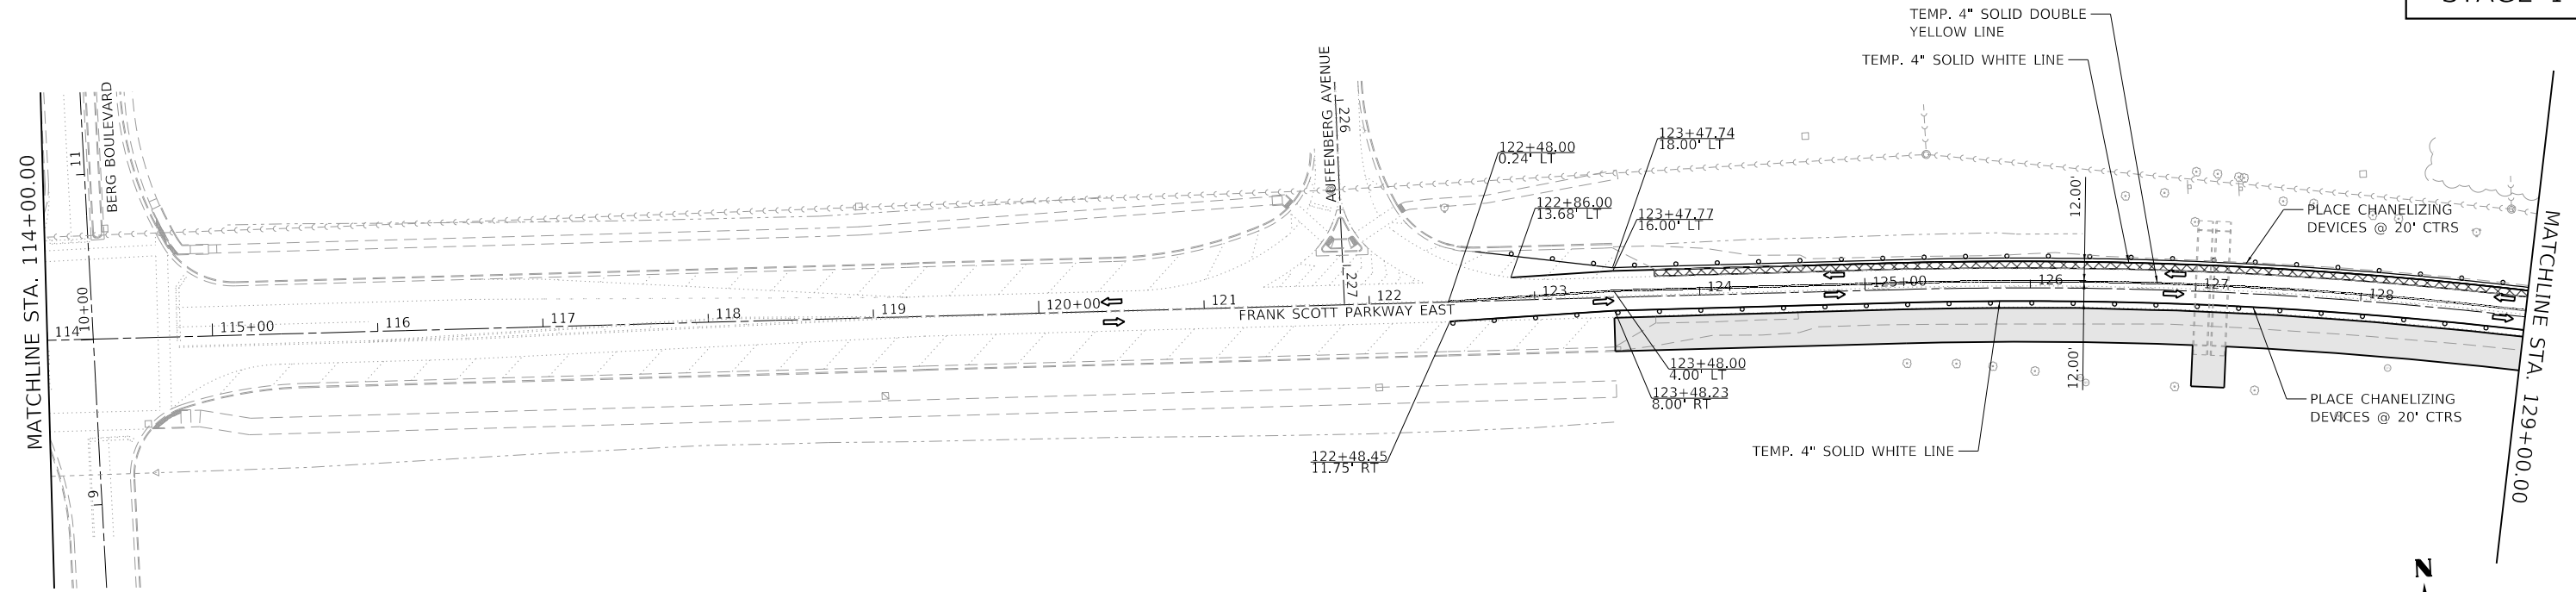 STAGE 1
TEMP. 4" SOLID DOUBLE
YELLOW LINE
TEMP. 4" SOLID WHITE LINE
MATCHLINE STA. 114+00.00
11
BERG BOULEVARD
10+00
9
AUFFENBERG AVENUE
226
227
122+48.00
0.24' LT
123+47.74
18.00' LT
122+86.00
13.68' LT
123+47.77
16.00' LT
12.00'
PLACE CHANELIZING
DEVICES @ 20' CTRS
MATCHLINE STA. 129+00.00
114
115+00
116
117
118
119
120+00
121
122
123
124
125+00
126
127
128
FRANK SCOTT PARKWAY EAST
123+48.00
4.00' LT
123+48.23
8.00' RT
12.00'
PLACE CHANELIZING
DEVICES @ 20' CTRS
TEMP. 4" SOLID WHITE LINE
122+48.45
11.75' RT
N